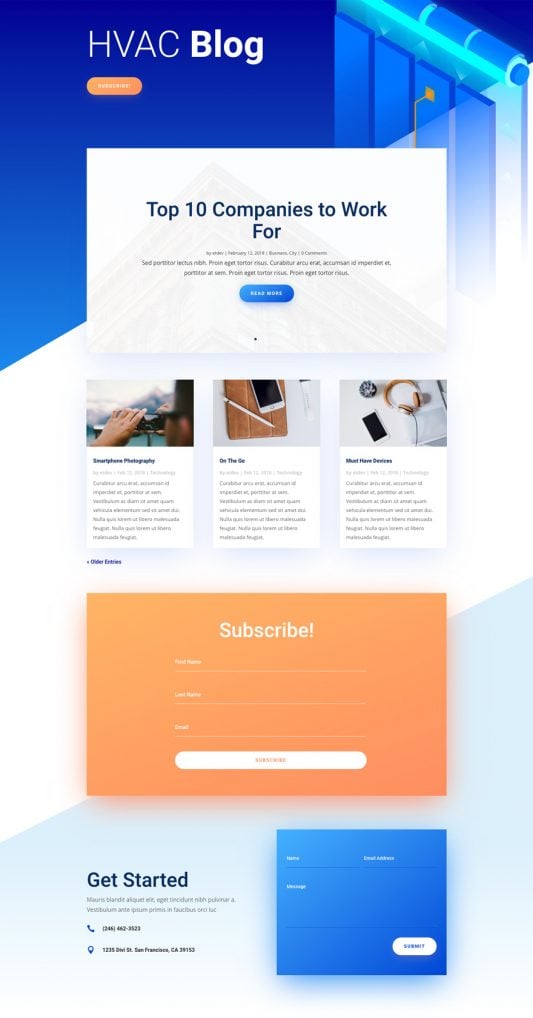 HVAC Blog
SUBSCRIBE!
Top 10 Companies to Work
For
by etdev | February 12, 2018 | Business, City | 0 Comments
Sed porttitor lectus nibh. Proin eget tortor risus. Curabitur arcu erat, accumsan id imperdiet et,
porttitor at sem. Proin eget tortor risus. Proin eget tortor risus.
READ MORE
Smartphone Photography
by etdev | Feb 12, 2018 | Technology
Curabitur arcu erat, accumsan id
imperdiet et, porttitor at sem.
Vestibulum ac diam sit amet quam
vehicula elementum sed sit amet dui.
Nulla quis lorem ut libero malesuada
feugiat. Nulla quis lorem ut libero
malesuada feugiat.
On The Go
by etdev | Feb 12, 2018 | Technology
Curabitur arcu erat, accumsan id
imperdiet et, porttitor at sem.
Vestibulum ac diam sit amet quam
vehicula elementum sed sit amet dui.
Nulla quis lorem ut libero malesuada
feugiat. Nulla quis lorem ut libero
malesuada feugiat.
Must Have Devices
by etdev | Feb 12, 2018 | Technology
Curabitur arcu erat, accumsan id
imperdiet et, porttitor at sem.
Vestibulum ac diam sit amet quam
vehicula elementum sed sit amet dui.
Nulla quis lorem ut libero malesuada
feugiat. Nulla quis lorem ut libero
malesuada feugiat.
« Older Entries
Subscribe!
First Name
Last Name
Email
SUBSCRIBE
Get Started
Mauris blandit aliquet elit, eget tincidunt nibh pulvinar a.
Vestibulum ante ipsum primis in faucibus orci luc
(246) 462-3523
1235 Divi St. San Francisco, CA 39153
Name
Email Address
Message
SUBMIT